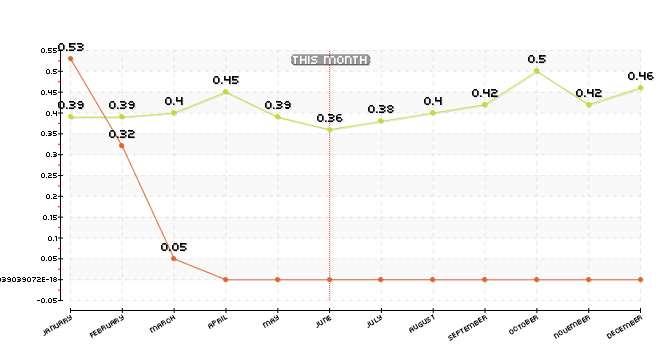 THIS MONTH
0.55
0.5
0.45
0.4
0.35
0.3
0.25
0.2
0.15
0.1
0.05
039039072E-18
-0.05
0.53
0.39
0.39
0.32
0.4
0.05
0.45
0.39
0.36
0.38
0.4
0.42
0.5
0.42
0.46
JANUARY
FEBRUARY
MARCH
APRIL
MAY
JUNE
JULY
AUGUST
SEPTEMBER
OCTOBER
NOVEMBER
DECEMBER